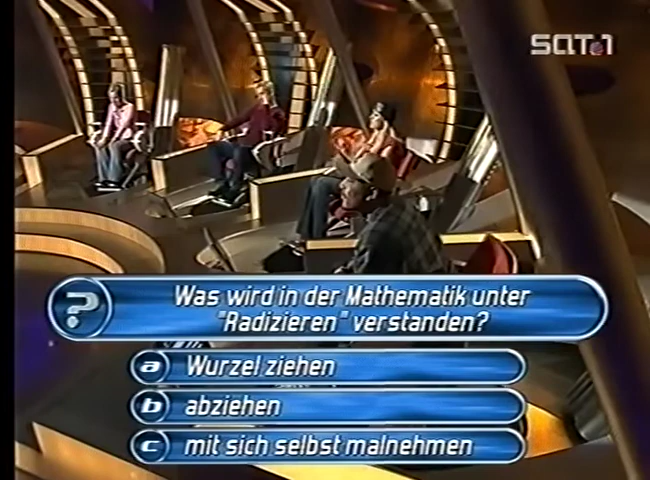 SAT.1
?
Was wird in der Mathematik unter
"Radizieren" verstanden?
a Wurzel ziehen
b abziehen
c mit sich selbst malnehmen